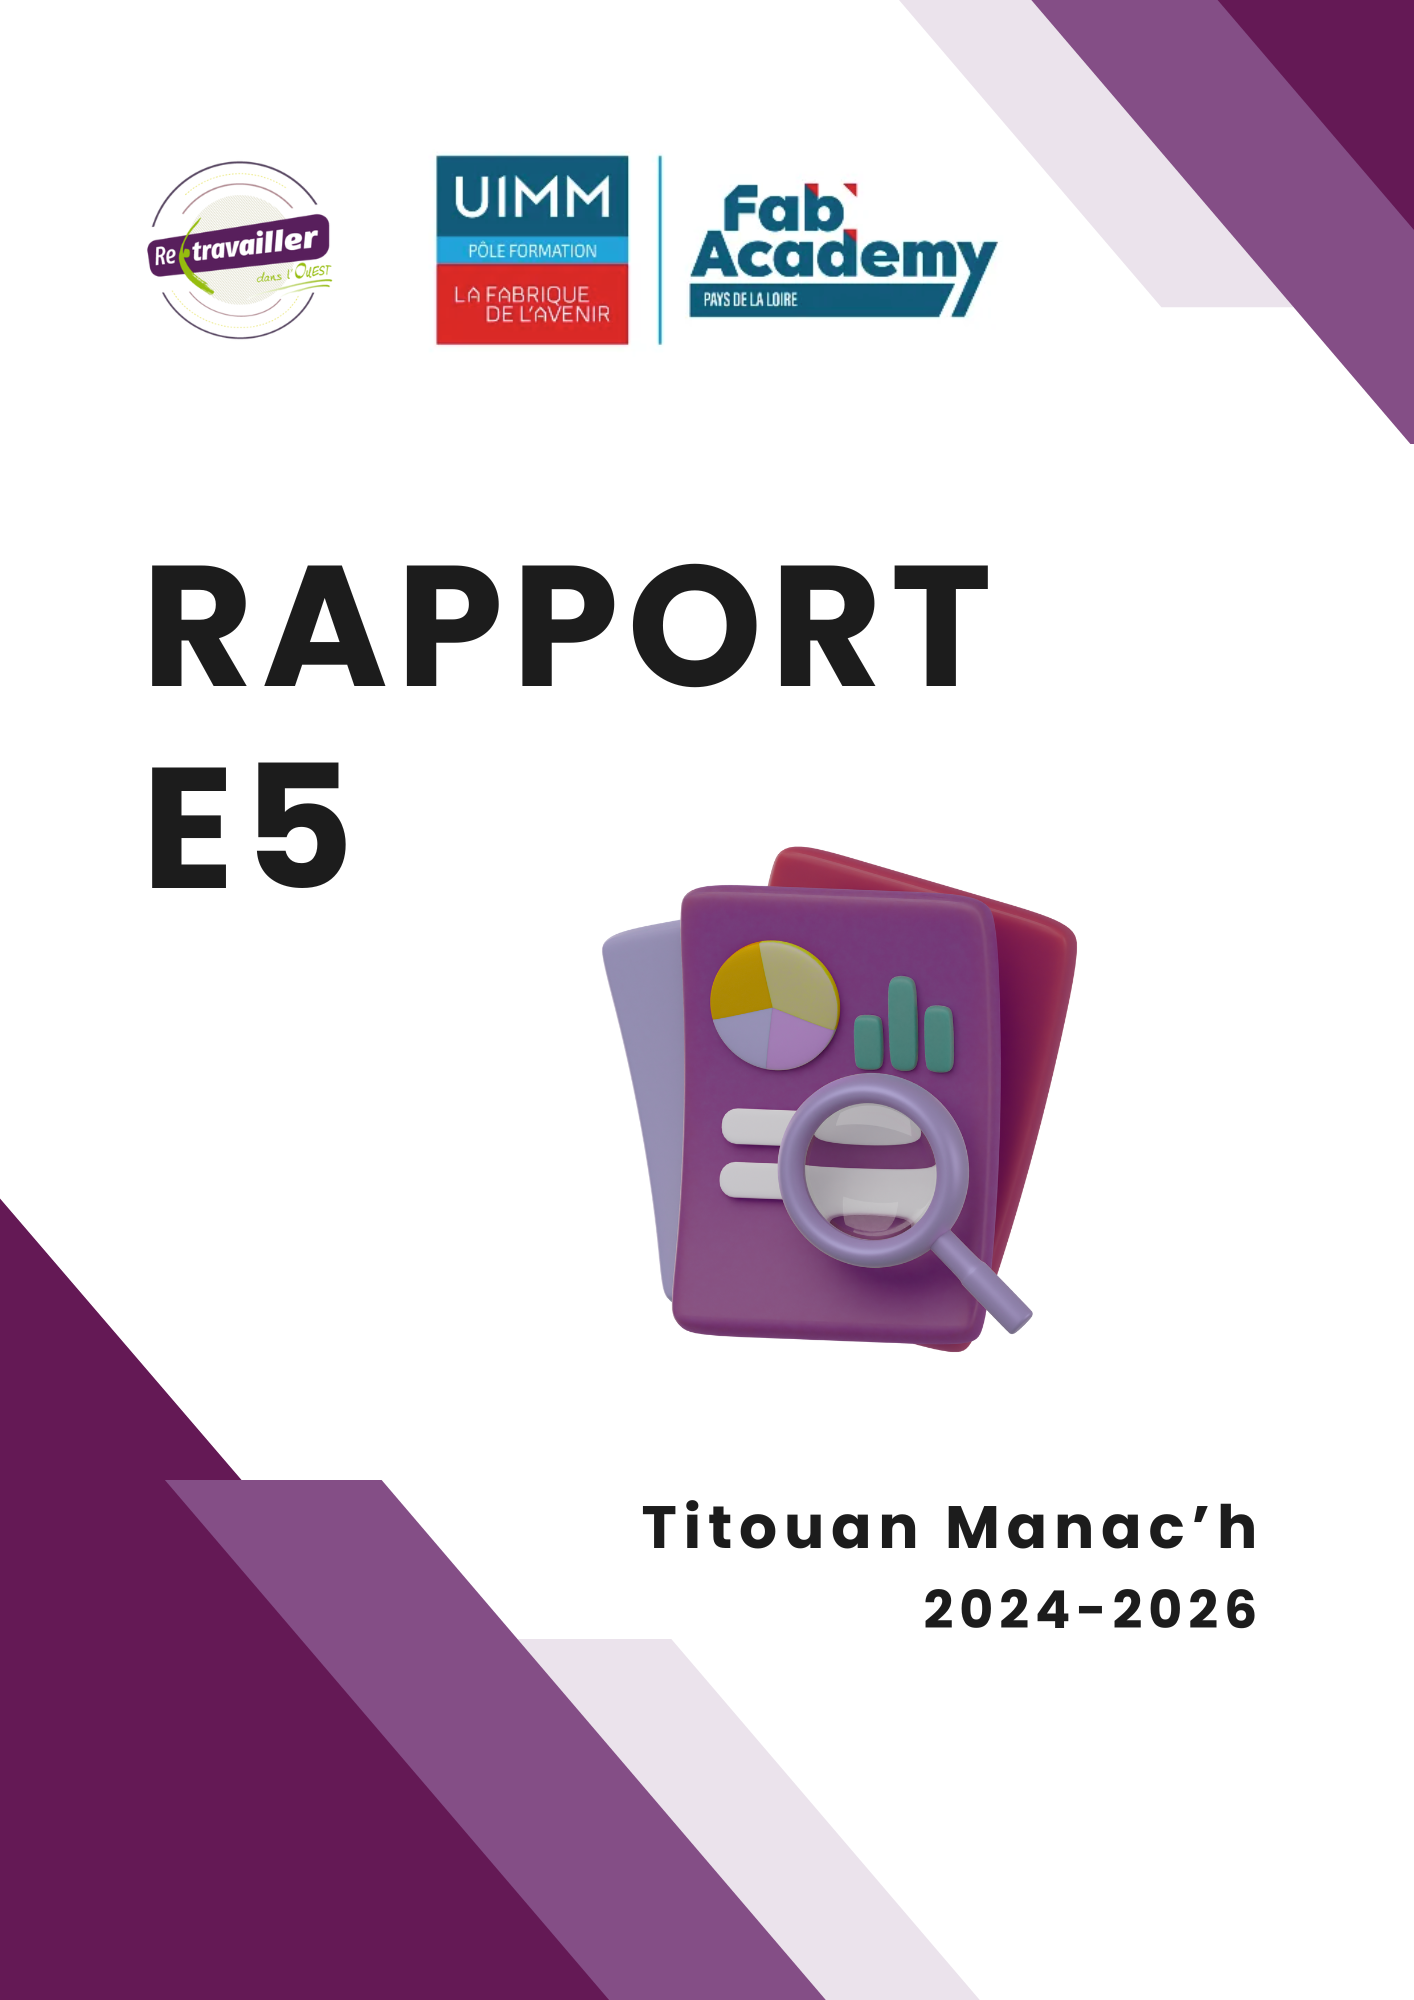 Re travailler
dans l'Ouest
UIMM
PÔLE FORMATION
LA FABRIQUE
DE L'AVENIR
Fab'
Academy
PAYS DE LA LOIRE
RAPPORT
E5
Titouan Manac’h
2024-2026